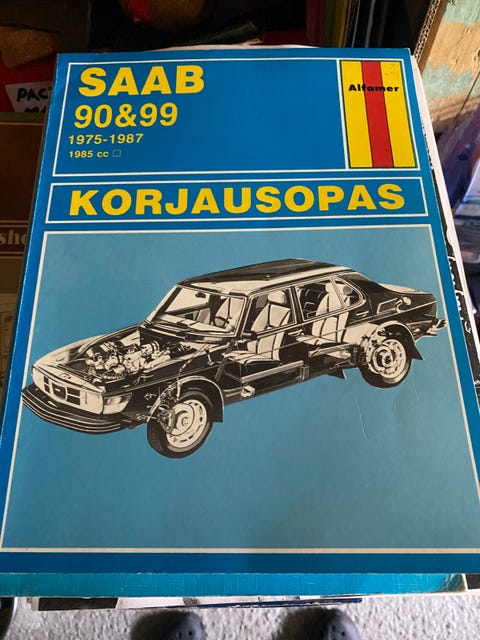 SAAB
90&99
1975-1987
1985 cc □
Alfamer
KORJAUSOPAS